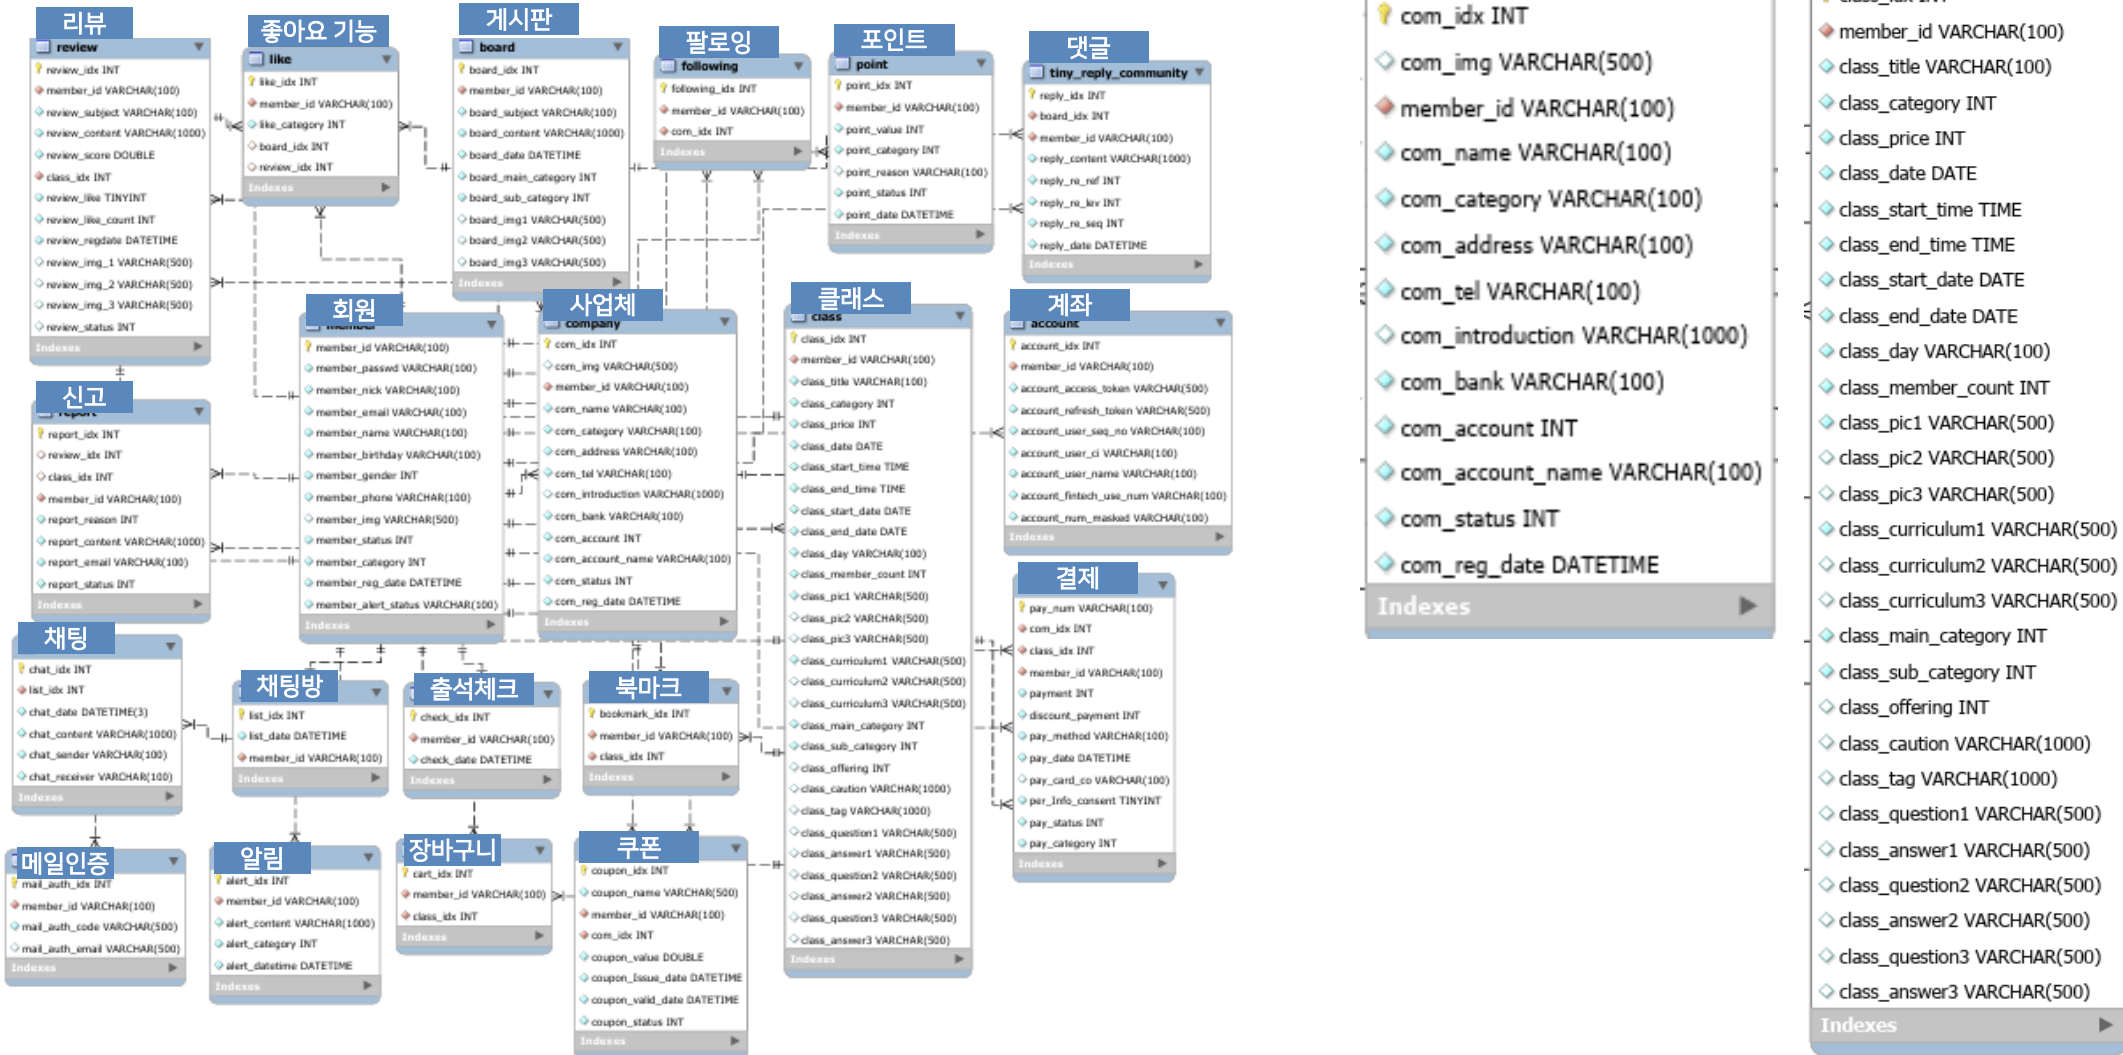 리뷰
review
review_idx INT
member_id VARCHAR(100)
review_subject VARCHAR(100)
review_content VARCHAR(1000)
review_score DOUBLE
class_idx INT
review_like TINYINT
review_like_count INT
review_regdate DATETIME
review_img_1 VARCHAR(500)
review_img_2 VARCHAR(500)
review_img_3 VARCHAR(500)
review_status INT
Indexes
좋아요 기능
like
like_idx INT
member_id VARCHAR(100)
like_category INT
board_idx INT
review_idx INT
Indexes
게시판
board
board_idx INT
member_id VARCHAR(100)
board_subject VARCHAR(100)
board_content VARCHAR(1000)
board_date DATETIME
board_main_category INT
board_sub_category INT
board_img1 VARCHAR(500)
board_img2 VARCHAR(500)
board_img3 VARCHAR(500)
Indexes
팔로잉
following
following_idx INT
member_id VARCHAR(100)
com_idx INT
Indexes
포인트
point
point_idx INT
member_id VARCHAR(100)
point_value INT
point_category INT
point_reason VARCHAR(100)
point_status INT
point_date DATETIME
Indexes
댓글
tiny_reply_community
reply_idx INT
board_idx INT
member_id VARCHAR(100)
reply_content VARCHAR(1000)
reply_re_ref INT
reply_re_lev INT
reply_re_seq INT
reply_date DATETIME
Indexes
신고
report
report_idx INT
review_idx INT
class_idx INT
member_id VARCHAR(100)
report_reason INT
report_content VARCHAR(1000)
report_email VARCHAR(100)
report_status INT
Indexes
회원
member
member_id VARCHAR(100)
member_passwd VARCHAR(100)
member_nick VARCHAR(100)
member_email VARCHAR(100)
member_name VARCHAR(100)
member_birthday VARCHAR(100)
member_gender INT
member_phone VARCHAR(100)
member_img VARCHAR(500)
member_status INT
member_category INT
member_reg_date DATETIME
member_alert_status VARCHAR(100)
Indexes
사업체
company
com_idx INT
com_img VARCHAR(500)
member_id VARCHAR(100)
com_name VARCHAR(100)
com_category VARCHAR(100)
com_address VARCHAR(100)
com_tel VARCHAR(100)
com_introduction VARCHAR(1000)
com_bank VARCHAR(100)
com_account INT
com_account_name VARCHAR(100)
com_status INT
com_reg_date DATETIME
Indexes
클래스
class
class_idx INT
member_id VARCHAR(100)
class_title VARCHAR(100)
class_category INT
class_price INT
class_date DATE
class_start_time TIME
class_end_time TIME
class_start_date DATE
class_end_date DATE
class_day VARCHAR(100)
class_member_count INT
class_pic1 VARCHAR(500)
class_pic2 VARCHAR(500)
class_pic3 VARCHAR(500)
class_curriculum1 VARCHAR(500)
class_curriculum2 VARCHAR(500)
class_curriculum3 VARCHAR(500)
class_main_category INT
class_sub_category INT
class_offering INT
class_caution VARCHAR(1000)
class_tag VARCHAR(1000)
class_question1 VARCHAR(500)
class_answer1 VARCHAR(500)
class_question2 VARCHAR(500)
class_answer2 VARCHAR(500)
class_question3 VARCHAR(500)
class_answer3 VARCHAR(500)
Indexes
계좌
account
account_idx INT
member_id VARCHAR(100)
account_access_token VARCHAR(500)
account_refresh_token VARCHAR(500)
account_user_seq_no VARCHAR(100)
account_user_ci VARCHAR(100)
account_user_name VARCHAR(100)
account_fintech_use_num VARCHAR(100)
account_num_masked VARCHAR(100)
Indexes
결제
pay_num VARCHAR(100)
com_idx INT
class_idx INT
member_id VARCHAR(100)
payment INT
discount_payment INT
pay_method VARCHAR(100)
pay_date DATETIME
pay_card_co VARCHAR(100)
per_Info_consent TINYINT
pay_status INT
pay_category INT
Indexes
채팅
chat_idx INT
list_idx INT
chat_date DATETIME(3)
chat_content VARCHAR(1000)
chat_sender VARCHAR(100)
chat_receiver VARCHAR(100)
Indexes
채팅방
list_idx INT
list_date DATETIME
member_id VARCHAR(100)
Indexes
출석체크
check_idx INT
member_id VARCHAR(100)
check_date DATETIME
Indexes
북마크
bookmark_idx INT
member_id VARCHAR(100)
class_idx INT
Indexes
메일인증
mail_auth_idx INT
member_id VARCHAR(100)
mail_auth_code VARCHAR(500)
mail_auth_email VARCHAR(500)
Indexes
알림
alert_idx INT
member_id VARCHAR(100)
alert_content VARCHAR(1000)
alert_category INT
alert_datetime DATETIME
Indexes
장바구니
cart_idx INT
member_id VARCHAR(100)
class_idx INT
Indexes
쿠폰
coupon_idx INT
coupon_name VARCHAR(500)
member_id VARCHAR(100)
com_idx INT
coupon_value DOUBLE
coupon_Issue_date DATETIME
coupon_valid_date DATETIME
coupon_status INT
Indexes
com_idx INT
com_img VARCHAR(500)
member_id VARCHAR(100)
com_name VARCHAR(100)
com_category VARCHAR(100)
com_address VARCHAR(100)
com_tel VARCHAR(100)
com_introduction VARCHAR(1000)
com_bank VARCHAR(100)
com_account INT
com_account_name VARCHAR(100)
com_status INT
com_reg_date DATETIME
Indexes
class_idx INT
member_id VARCHAR(100)
class_title VARCHAR(100)
class_category INT
class_price INT
class_date DATE
class_start_time TIME
class_end_time TIME
class_start_date DATE
class_end_date DATE
class_day VARCHAR(100)
class_member_count INT
class_pic1 VARCHAR(500)
class_pic2 VARCHAR(500)
class_pic3 VARCHAR(500)
class_curriculum1 VARCHAR(500)
class_curriculum2 VARCHAR(500)
class_curriculum3 VARCHAR(500)
class_main_category INT
class_sub_category INT
class_offering INT
class_caution VARCHAR(1000)
class_tag VARCHAR(1000)
class_question1 VARCHAR(500)
class_answer1 VARCHAR(500)
class_question2 VARCHAR(500)
class_answer2 VARCHAR(500)
class_question3 VARCHAR(500)
class_answer3 VARCHAR(500)
Indexes